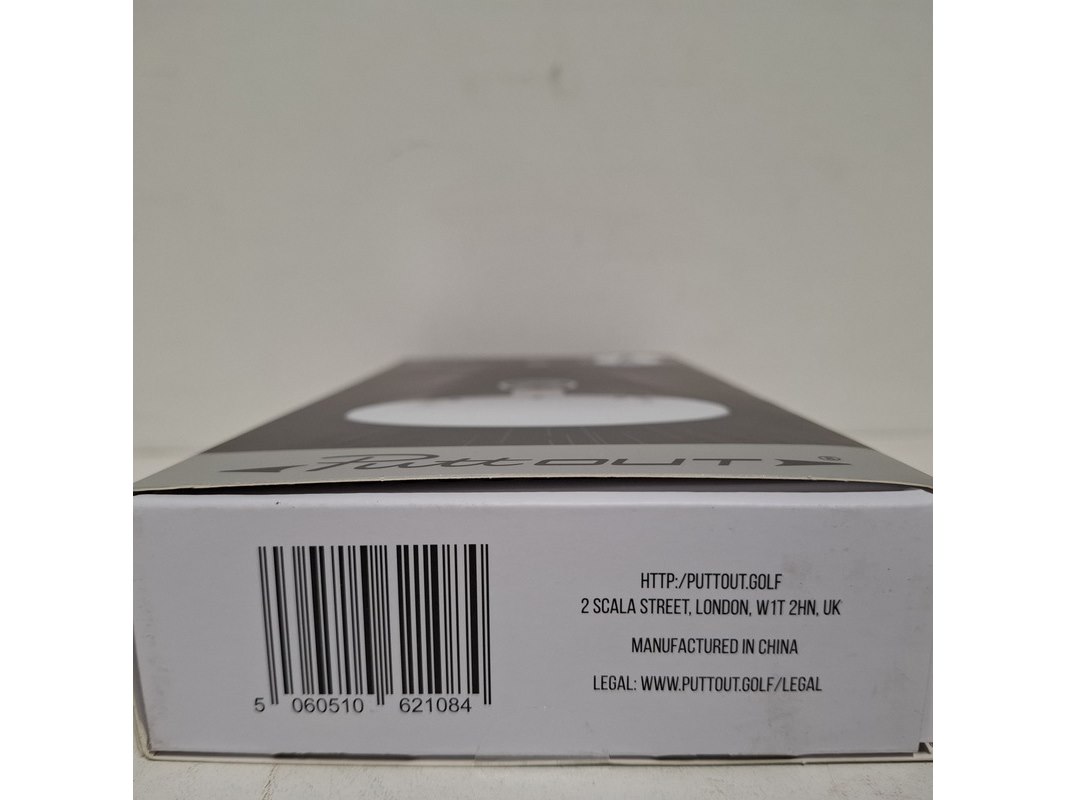 PuttOUT ®
HTTP:/PUTTOUT.GOLF
2 SCALA STREET, LONDON, W1T 2HN, UK
MANUFACTURED IN CHINA
LEGAL: WWW.PUTTOUT.GOLF/LEGAL
5 060510 621084